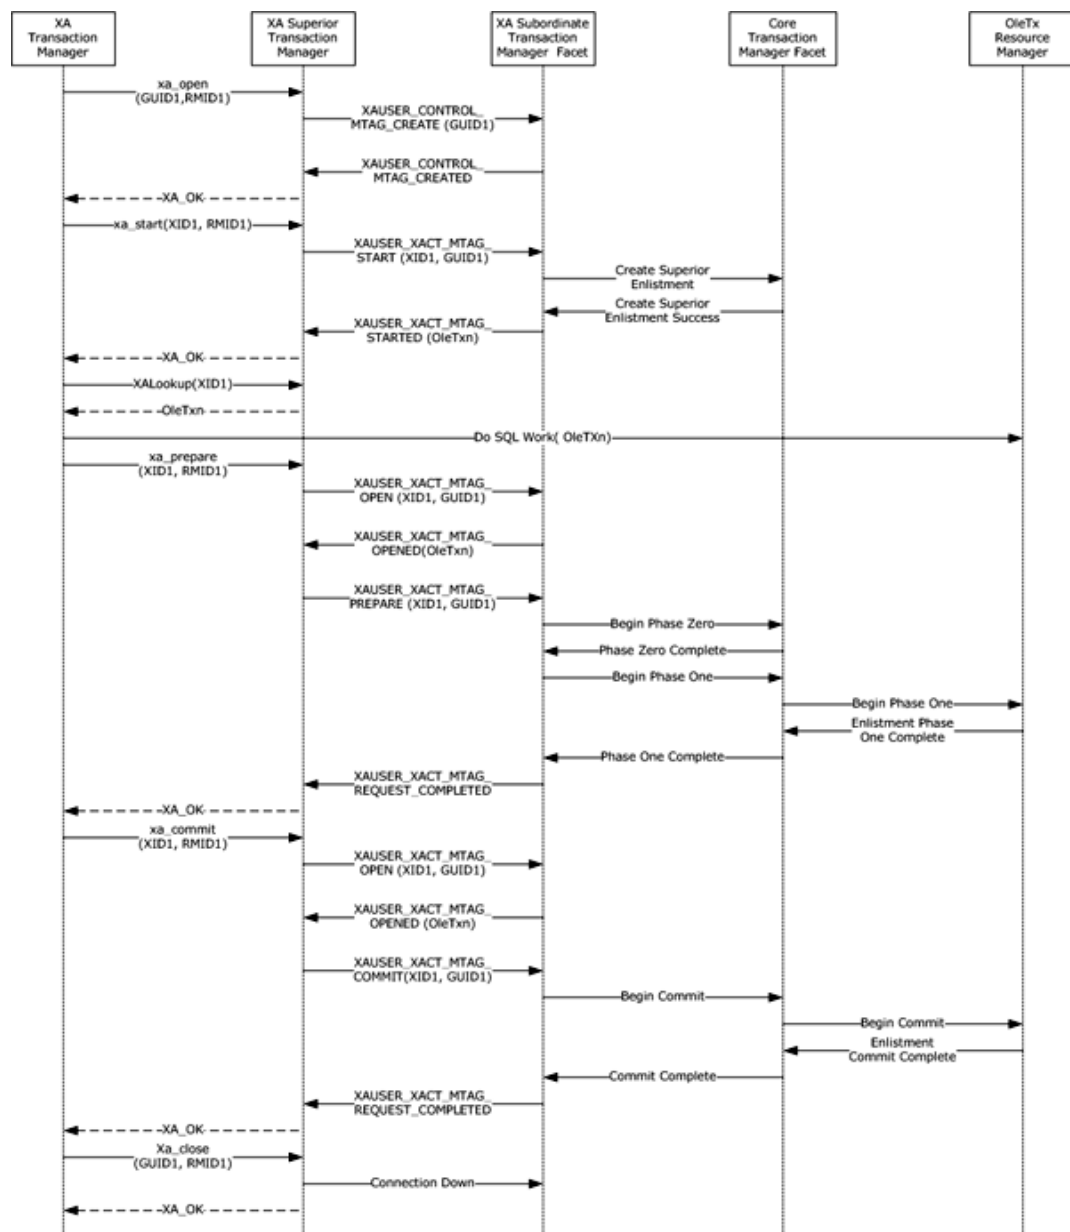 XA
Transaction
Manager
XA Superior
Transaction
Manager
XA Subordinate
Transaction
Manager Facet
Core
Transaction
Manager Facet
OleTx
Resource
Manager
xa_open
(GUID1,RMID1)
XAUSER_CONTROL_
MTAG_CREATE (GUID1)
XAUSER_CONTROL_
MTAG_CREATED
XA_OK
xa_start(XID1, RMID1)
XAUSER_XACT_MTAG_
START (XID1, GUID1)
Create Superior
Enlistment
Create Superior
Enlistment Success
XAUSER_XACT_MTAG_
STARTED (OleTxn)
XA_OK
XALookup(XID1)
OleTxn
Do SQL Work( OleTXn)
xa_prepare
(XID1, RMID1)
XAUSER_XACT_MTAG_
OPEN (XID1, GUID1)
XAUSER_XACT_MTAG_
OPENED(OleTxn)
XAUSER_XACT_MTAG_
PREPARE (XID1, GUID1)
Begin Phase Zero
Phase Zero Complete
Begin Phase One
Begin Phase One
Enlistment Phase
One Complete
Phase One Complete
XAUSER_XACT_MTAG_
REQUEST_COMPLETED
XA_OK
xa_commit
(XID1, RMID1)
XAUSER_XACT_MTAG_
OPEN (XID1, GUID1)
XAUSER_XACT_MTAG_
OPENED (OleTxn)
XAUSER_XACT_MTAG_
COMMIT(XID1, GUID1)
Begin Commit
Begin Commit
Enlistment
Commit Complete
Commit Complete
XAUSER_XACT_MTAG_
REQUEST_COMPLETED
XA_OK
Xa_close
(GUID1, RMID1)
Connection Down
XA_OK